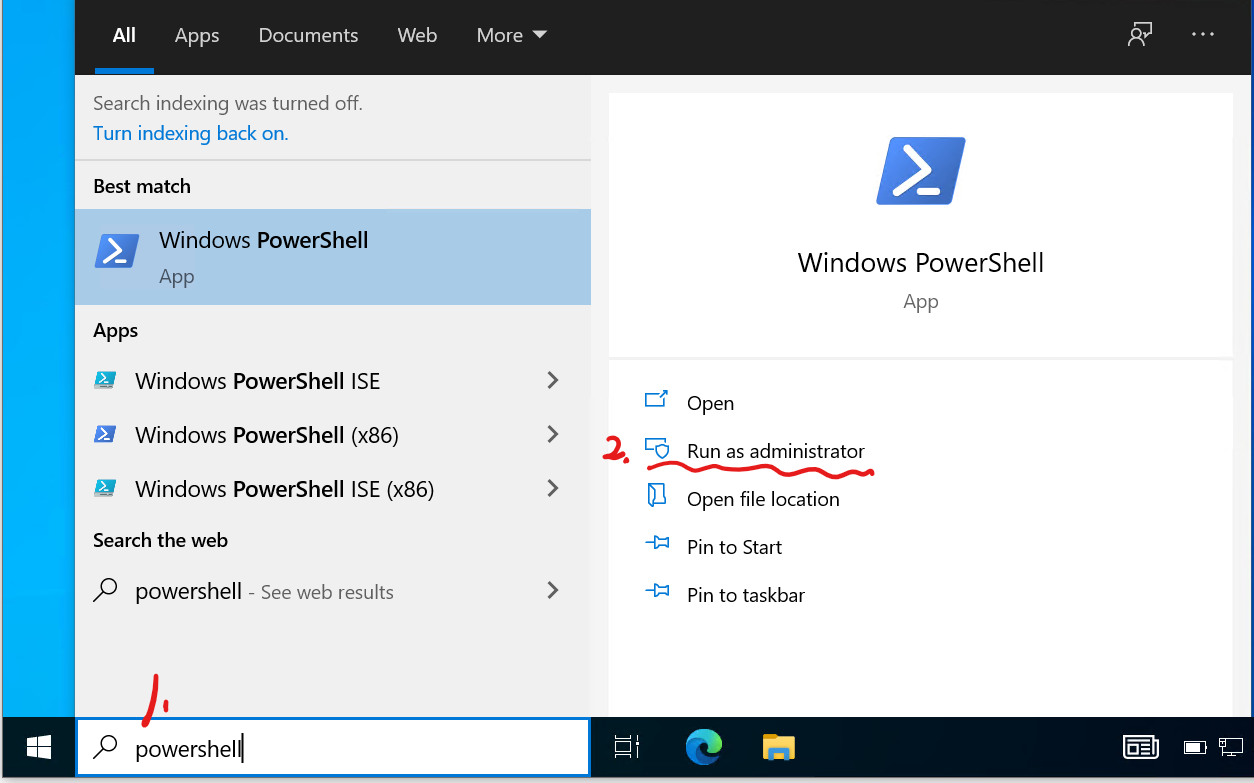 All Apps Documents Web More
Search indexing was turned off.
Turn indexing back on.
Best match
Windows PowerShell
App
Apps
Windows PowerShell ISE
Windows PowerShell (x86)
Windows PowerShell ISE (x86)
Search the web
powershell - See web results
Windows PowerShell
App
Open
2. Run as administrator
Open file location
Pin to Start
Pin to taskbar
1.
powershell